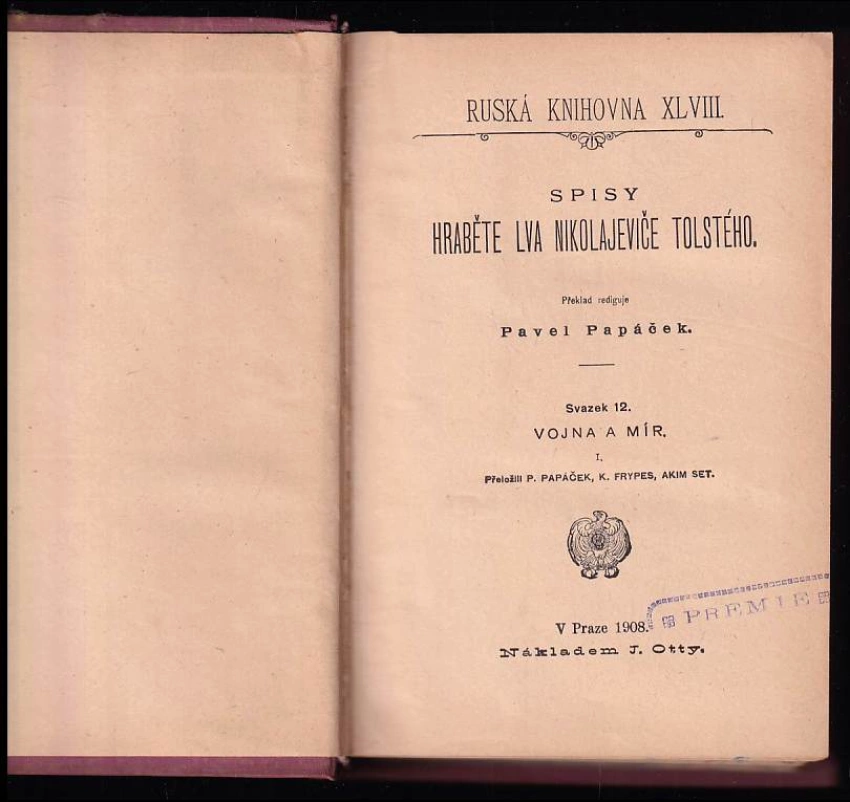 RUSKÁ KNIHOVNA XLVIII.
SPISY
HRABĚTE LVA NIKOLAJEVIČE TOLSTÉHO.
Překlad rediguje
Pavel Papáček.
Svazek 12.
VOJNA A MÍR.
I.
Přeložili P. PAPÁČEK, K. FRYPES, AKIM SET.
PREMIE
V Praze 1908.
Nákladem J. Otty.